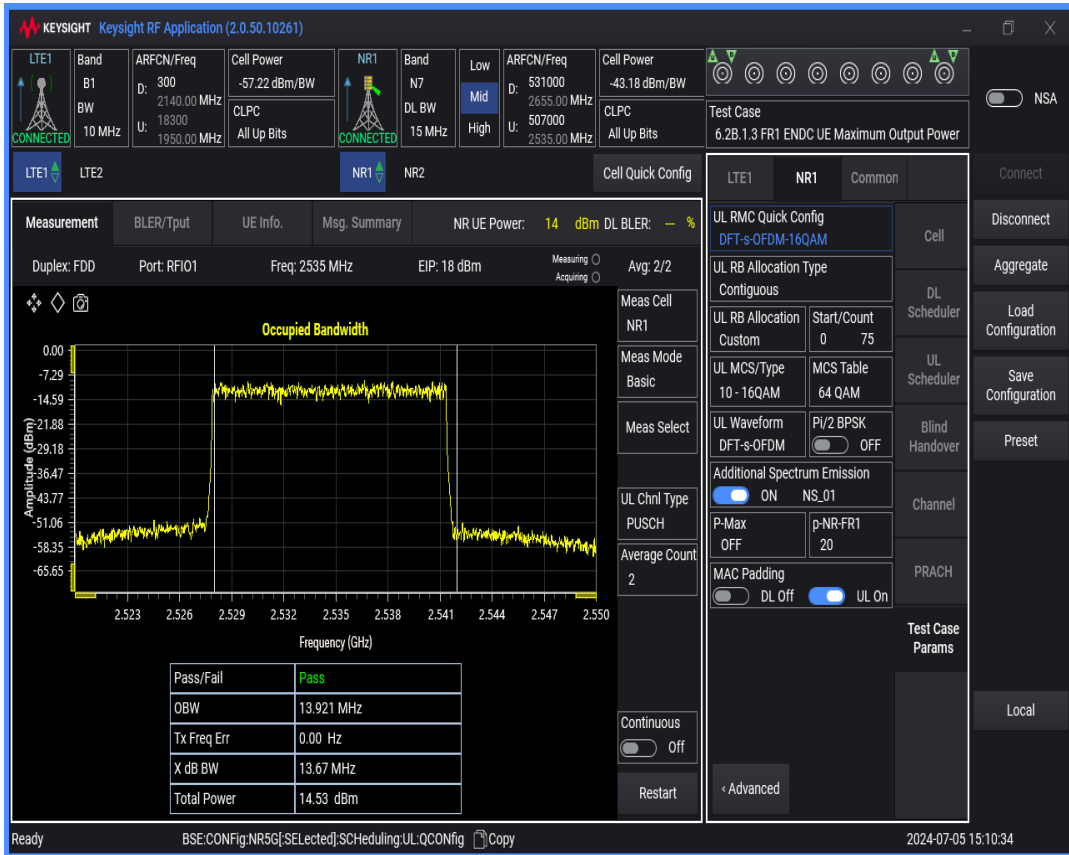 KEYSIGHT Keysight RF Application (2.0.50.10261)
LTE1 Band ARFCN/Freq Cell Power NR1 Band Low ARFCN/Freq Cell Power
B1 D: 300 -57.22 dBm/BW N7 D: 531000 -43.18 dBm/BW
2140.00 MHz Mid 2655.00 MHz NSA
BW U: 18300 CLPC DL BW U: 507000 CLPC Test Case
CONNECTED 10 MHz 1950.00 MHz All Up Bits CONNECTED 15 MHz High 2535.00 MHz All Up Bits 6.2B.1.3 FR1 ENDC UE Maximum Output Power
LTE1 LTE2 NR1 NR2 Cell Quick Config LTE1 NR1 Common Connect
Measurement BLER/Tput UE Info. Msg. Summary NR UE Power: 14 dBm DL BLER: --- %
Duplex: FDD Port: RFIO1 Freq: 2535 MHz EIP: 18 dBm Measuring Avg: 2/2
Acquiring
Occupied Bandwidth
Amplitude (dBm)
0.00
-7.29
-14.59
-21.88
-29.18
-36.47
-43.77
-51.06
-58.35
-65.65
2.523 2.526 2.529 2.532 2.535 2.538 2.541 2.544 2.547 2.550
Frequency (GHz)
Pass/Fail Pass
OBW 13.921 MHz
Tx Freq Err 0.00 Hz
X dB BW 13.67 MHz
Total Power 14.53 dBm
Meas Cell
NR1
Meas Mode
Basic
Meas Select
UL Chnl Type
PUSCH
Average Count
2
Continuous
Off
Restart
UL RMC Quick Config
DFT-s-OFDM-16QAM
UL RB Allocation Type
Contiguous
UL RB Allocation Start/Count
Custom 0 75
UL MCS/Type MCS Table
10 - 16QAM 64 QAM
UL Waveform Pi/2 BPSK
DFT-s-OFDM OFF
Additional Spectrum Emission
ON NS_01
P-Max p-NR-FR1
OFF 20
MAC Padding
DL Off UL On
‹ Advanced
Cell
DL
Scheduler
UL
Scheduler
Blind
Handover
Channel
PRACH
Test Case
Params
Disconnect
Aggregate
Load
Configuration
Save
Configuration
Preset
Local
Ready BSE:CONFig:NR5G[:SELected]:SCHeduling:UL:QCONfig Copy 2024-07-05 15:10:34